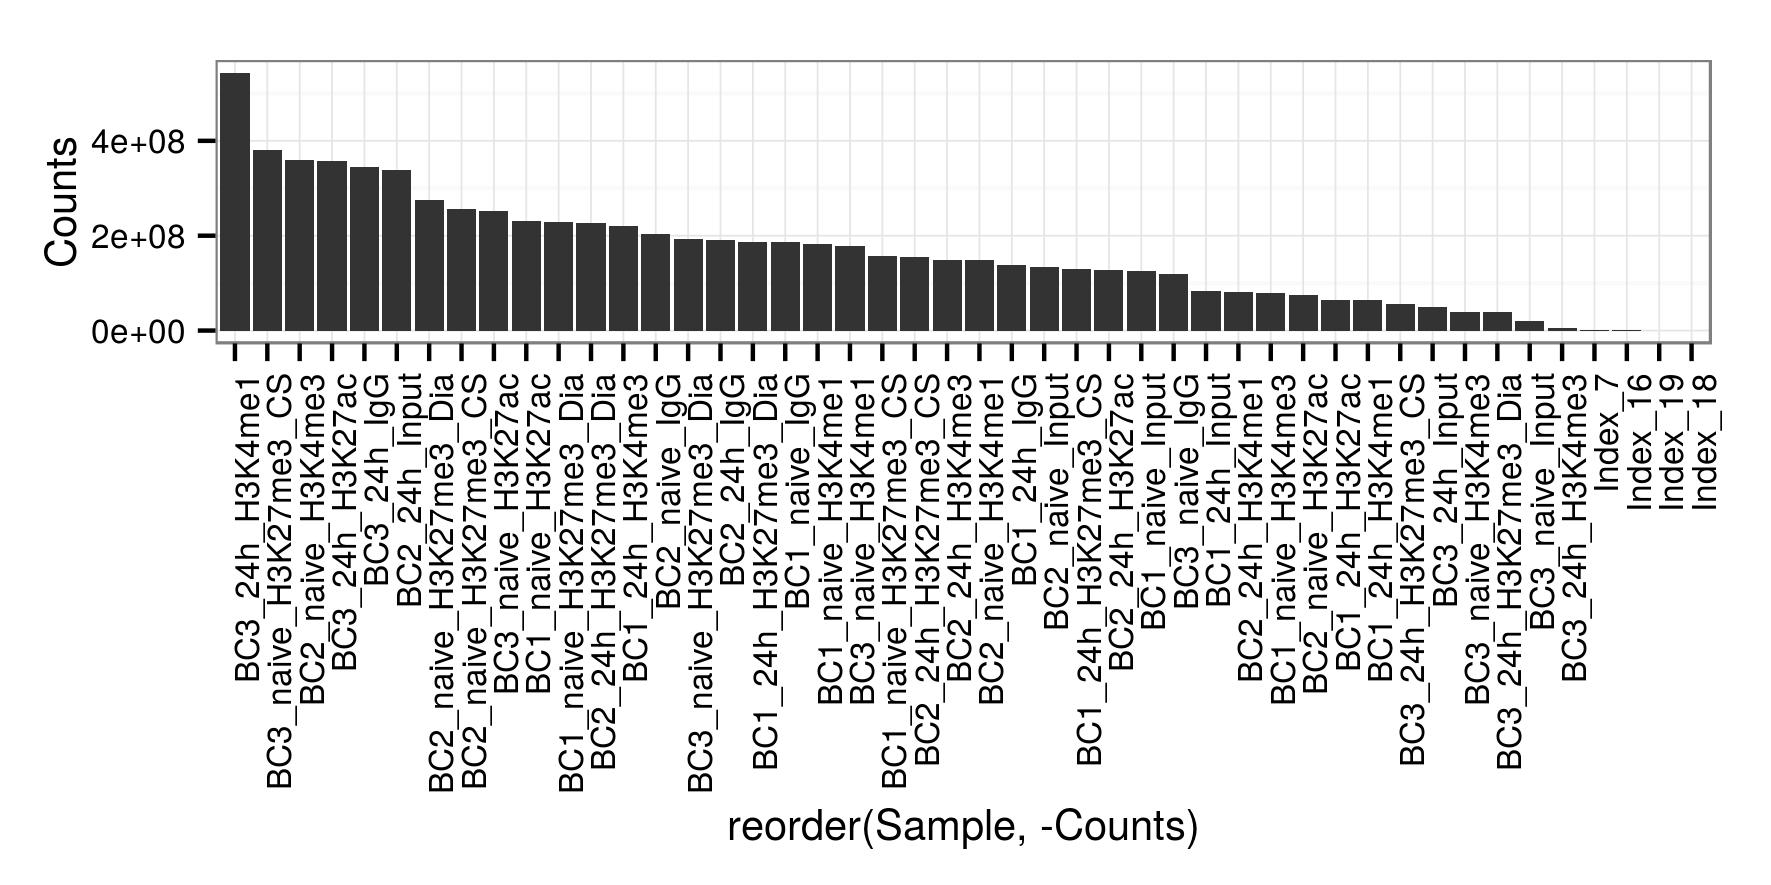 Counts
4e+08
2e+08
0e+00
BC3_24h_H3K4me1
BC3_naive_H3K27me3_CS
BC2_naive_H3K4me3
BC3_24h_H3K27ac
BC3_24h_IgG
BC2_24h_Input
BC2_naive_H3K27me3_Dia
BC2_naive_H3K27me3_CS
BC3_naive_H3K27ac
BC1_naive_H3K27ac
BC1_naive_H3K27me3_Dia
BC2_24h_H3K27me3_Dia
BC1_24h_H3K4me3
BC2_naive_IgG
BC3_naive_H3K27me3_Dia
BC2_24h_IgG
BC1_24h_H3K27me3_Dia
BC1_naive_IgG
BC1_naive_H3K4me1
BC3_naive_H3K4me1
BC1_naive_H3K27me3_CS
BC2_24h_H3K27me3_CS
BC2_24h_H3K4me3
BC2_naive_H3K4me1
BC1_24h_IgG
BC2_naive_Input
BC1_24h_H3K27me3_CS
BC2_24h_H3K27ac
BC1_naive_Input
BC3_naive_IgG
BC1_24h_Input
BC2_24h_H3K4me1
BC1_naive_H3K4me3
BC2_naive_H3K27ac
BC1_24h_H3K27ac
BC1_24h_H3K4me1
BC3_24h_H3K27me3_CS
BC3_24h_Input
BC3_naive_H3K4me3
BC3_24h_H3K27me3_Dia
BC3_naive_Input
BC3_24h_H3K4me3
Index_7
Index_16
Index_19
Index_18
reorder(Sample, -Counts)